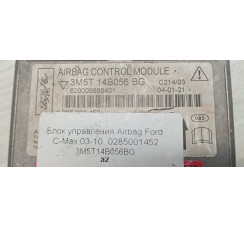 AIRBAG CONTROL MODULE
3M5T 14B056 BG
C214/03
04-01-21
Блок управления Airbag Ford
C-Max 03-10 0285001452
3M5T14B056BG
az